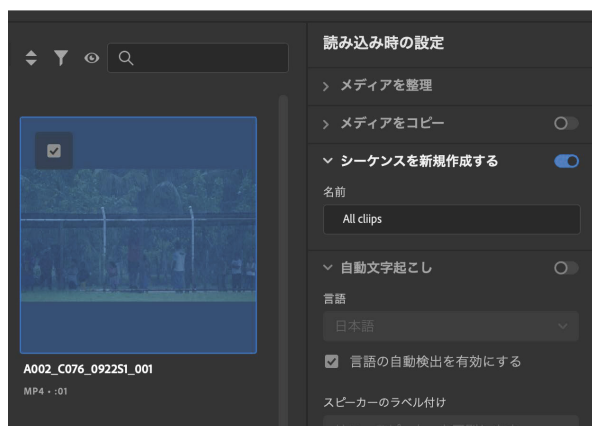 読み込み時の設定
メディアを整理
メディアをコピー
シーケンスを新規作成する
名前
All cliips
自動文字起こし
言語
日本語
言語の自動検出を有効にする
スピーカーのラベル付け
A002_C076_0922S1_001
MP4 • :01